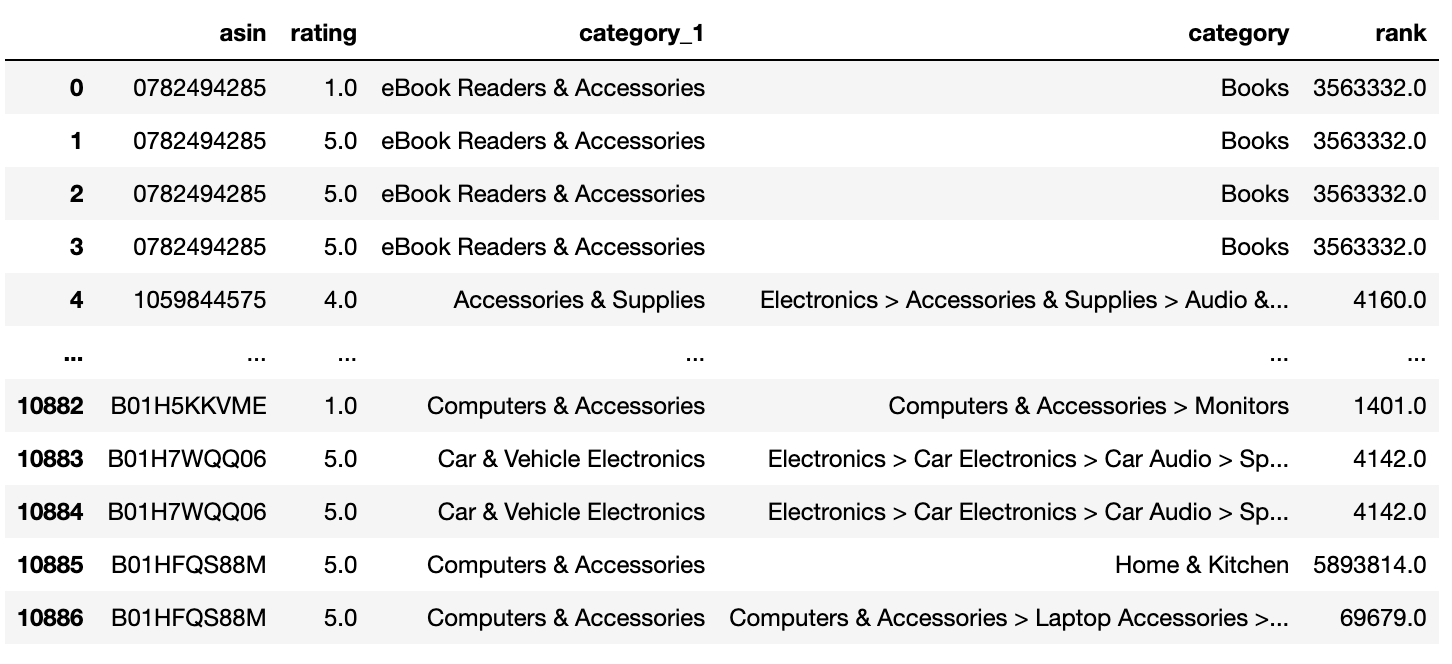 asin rating category_1 category rank
0 0782494285 1.0 eBook Readers & Accessories Books 3563332.0
1 0782494285 5.0 eBook Readers & Accessories Books 3563332.0
2 0782494285 5.0 eBook Readers & Accessories Books 3563332.0
3 0782494285 5.0 eBook Readers & Accessories Books 3563332.0
4 1059844575 4.0 Accessories & Supplies Electronics > Accessories & Supplies > Audio &... 4160.0
... ... ... ... ... ...
10882 B01H5KKVME 1.0 Computers & Accessories Computers & Accessories > Monitors 1401.0
10883 B01H7WQQ06 5.0 Car & Vehicle Electronics Electronics > Car Electronics > Car Audio > Sp... 4142.0
10884 B01H7WQQ06 5.0 Car & Vehicle Electronics Electronics > Car Electronics > Car Audio > Sp... 4142.0
10885 B01HFQS88M 5.0 Computers & Accessories Home & Kitchen 5893814.0
10886 B01HFQS88M 5.0 Computers & Accessories Computers & Accessories > Laptop Accessories >... 69679.0